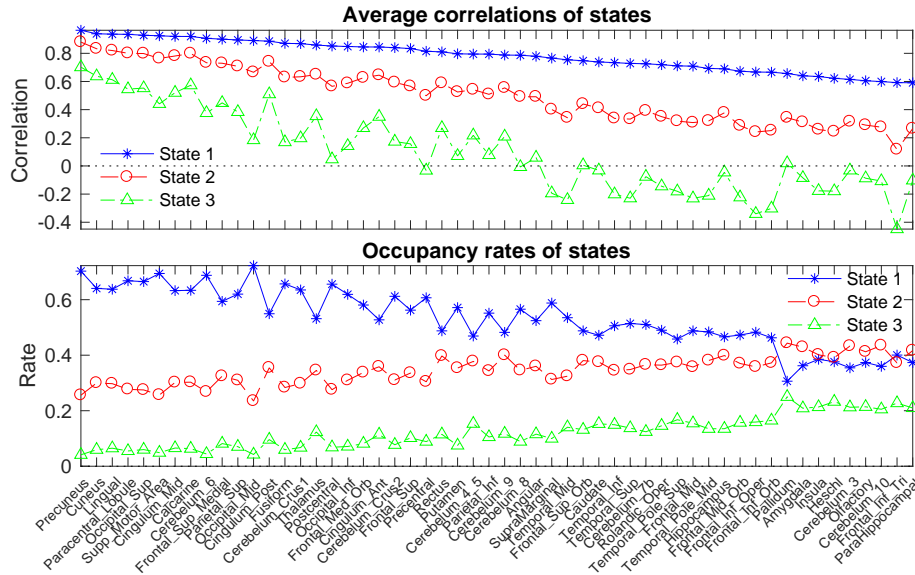 Average correlations of states
Correlation
0.8
0.6
0.4
0.2
0
-0.2
-0.4
State 1
State 2
State 3
Occupancy rates of states
Rate
0.6
0.4
0.2
0
State 1
State 2
State 3
Precuneus
Cuneus
Lingual
Paracentral_Lobule
Occipital_Sup
Supp_Motor_Area
Cingulum_Mid
Calcarine
Cerebelum_6
Frontal_Sup_Medial
Parietal_Sup
Occipital_Mid
Cingulum_Post
Fusiform
Cerebelum_Crus1
Thalamus
Postcentral
Occipital_Inf
Frontal_Med_Orb
Cingulum_Ant
Cerebelum_Crus2
Frontal_Sup
Precentral
Rectus
Putamen
Cerebelum_4_5
Parietal_Inf
Cerebelum_9
Cerebelum_8
Angular
SupraMarginal
Temporal_Mid
Frontal_Sup_Orb
Caudate
Temporal_Inf
Temporal_Sup
Cerebelum_7b
Rolandic_Oper
Temporal_Pole_Sup
Frontal_Mid
Temporal_Pole_Mid
Hippocampus
Frontal_Mid_Orb
Frontal_Inf_Oper
Frontal_Inf_Orb
Pallidum
Amygdala
Insula
Heschl
Cerebelum_3
Olfactory
Cerebelum_10
Frontal_Inf_Tri
ParaHippocampal